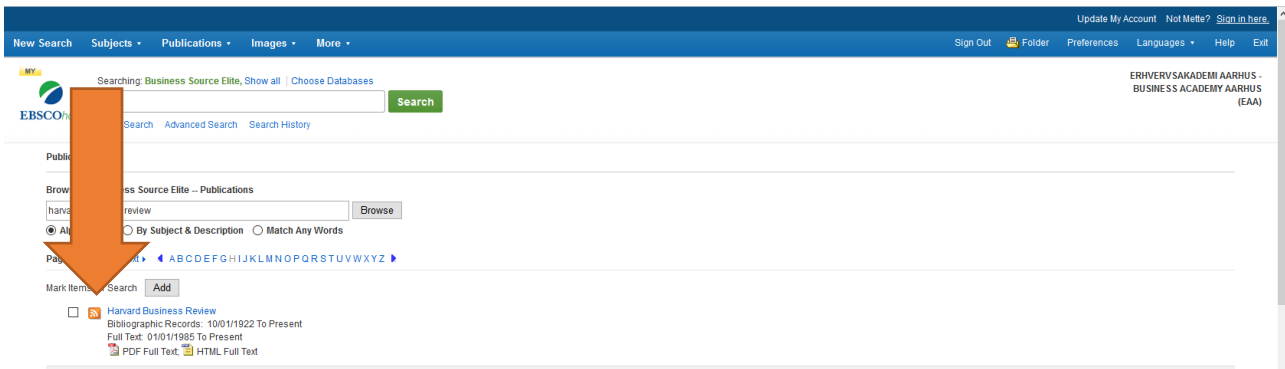 Update My Account Not Mette? Sign in here.
New Search Subjects Publications Images More Sign Out Folder Preferences Languages Help Exit
MY
Searching: Business Source Elite, Show all | Choose Databases
Search
EBSCO
Search Advanced Search Search History
ERHVERVSAKADEMI AARHUS -
BUSINESS ACADEMY AARHUS
(EAA)
Source Elite -- Publications
review Browse
By Subject & Description Match Any Words
A B C D E F G H I J K L M N O P Q R S T U V W X Y Z
Mark Items Search Add
Harvard Business Review
Bibliographic Records: 10/01/1922 To Present
Full Text: 01/01/1985 To Present
PDF Full Text; HTML Full Text